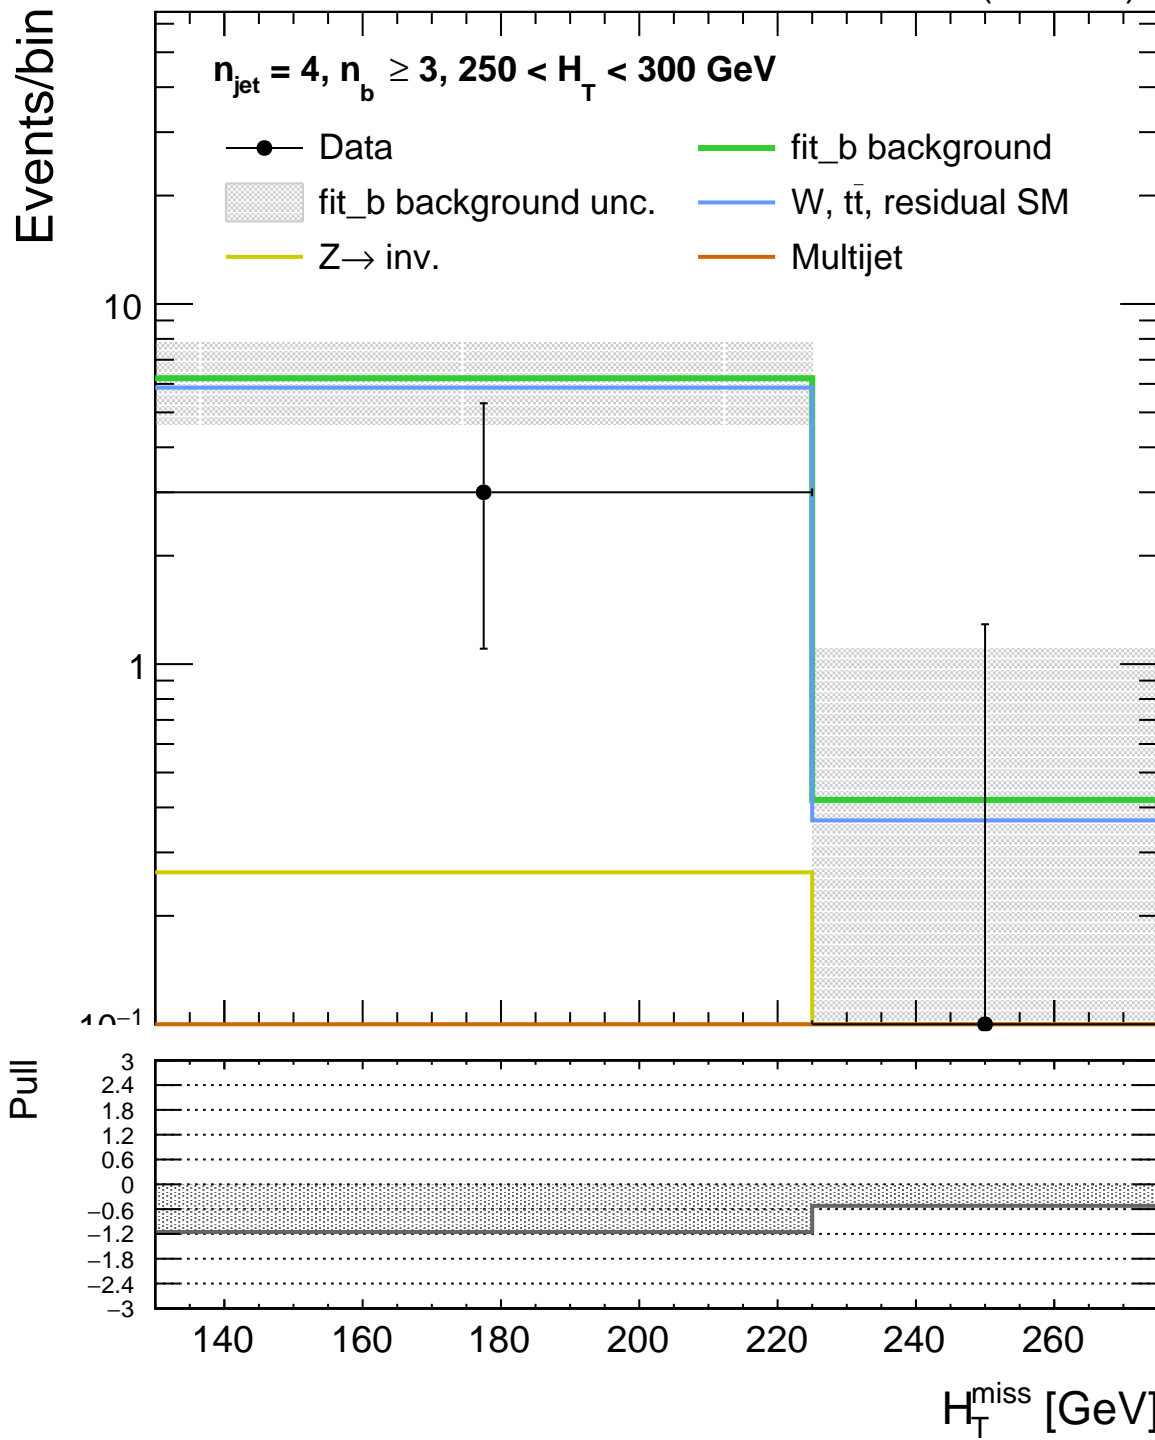 n_jet = 4, n_b ≥ 3, 250 < H_T < 300 GeV
Data
fit_b background
fit_b background unc.
W, tt̄, residual SM
Z→ inv.
Multijet
Events/bin
10
1
10⁻¹
Pull
3
2.4
1.8
1.2
0.6
0
−0.6
−1.2
−1.8
−2.4
−3
140 160 180 200 220 240 260
H_T^miss [GeV]